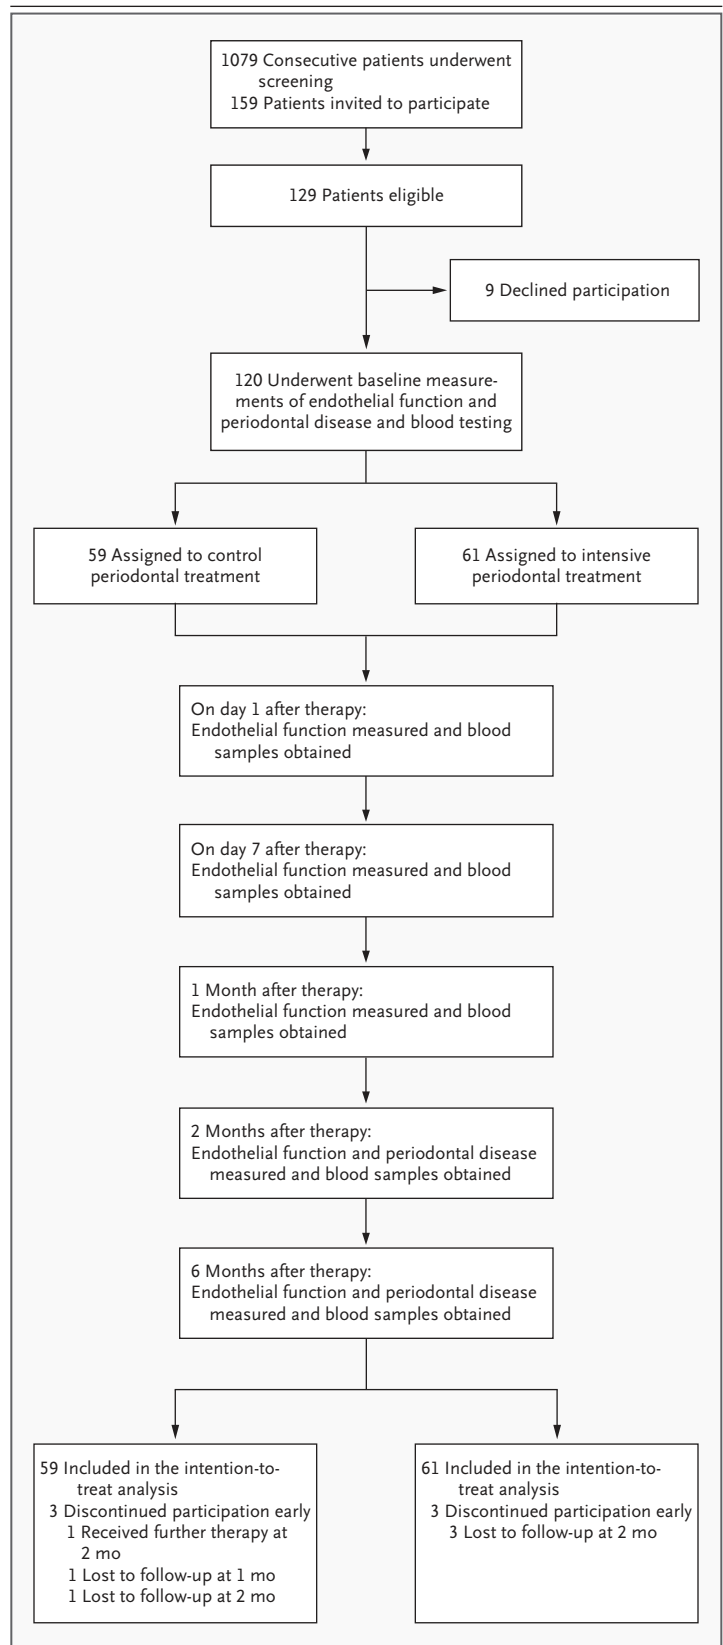 1079 Consecutive patients underwent
screening
159 Patients invited to participate
129 Patients eligible
9 Declined participation
120 Underwent baseline measure-
ments of endothelial function and
periodontal disease and blood testing
59 Assigned to control
periodontal treatment
61 Assigned to intensive
periodontal treatment
On day 1 after therapy:
Endothelial function measured and blood
samples obtained
On day 7 after therapy:
Endothelial function measured and blood
samples obtained
1 Month after therapy:
Endothelial function measured and blood
samples obtained
2 Months after therapy:
Endothelial function and periodontal disease
measured and blood samples obtained
6 Months after therapy:
Endothelial function and periodontal disease
measured and blood samples obtained
59 Included in the intention-to-
treat analysis
3 Discontinued participation early
1 Received further therapy at
2 mo
1 Lost to follow-up at 1 mo
1 Lost to follow-up at 2 mo
61 Included in the intention-to-
treat analysis
3 Discontinued participation early
3 Lost to follow-up at 2 mo